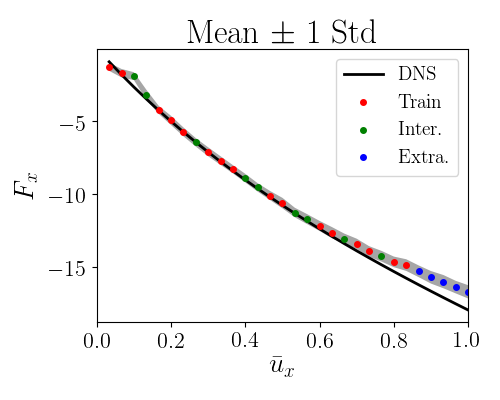 Mean ± 1 Std
DNS
Train
Inter.
Extra.
−5
−10
−15
F_x
0.0 0.2 0.4 0.6 0.8 1.0
ū_x